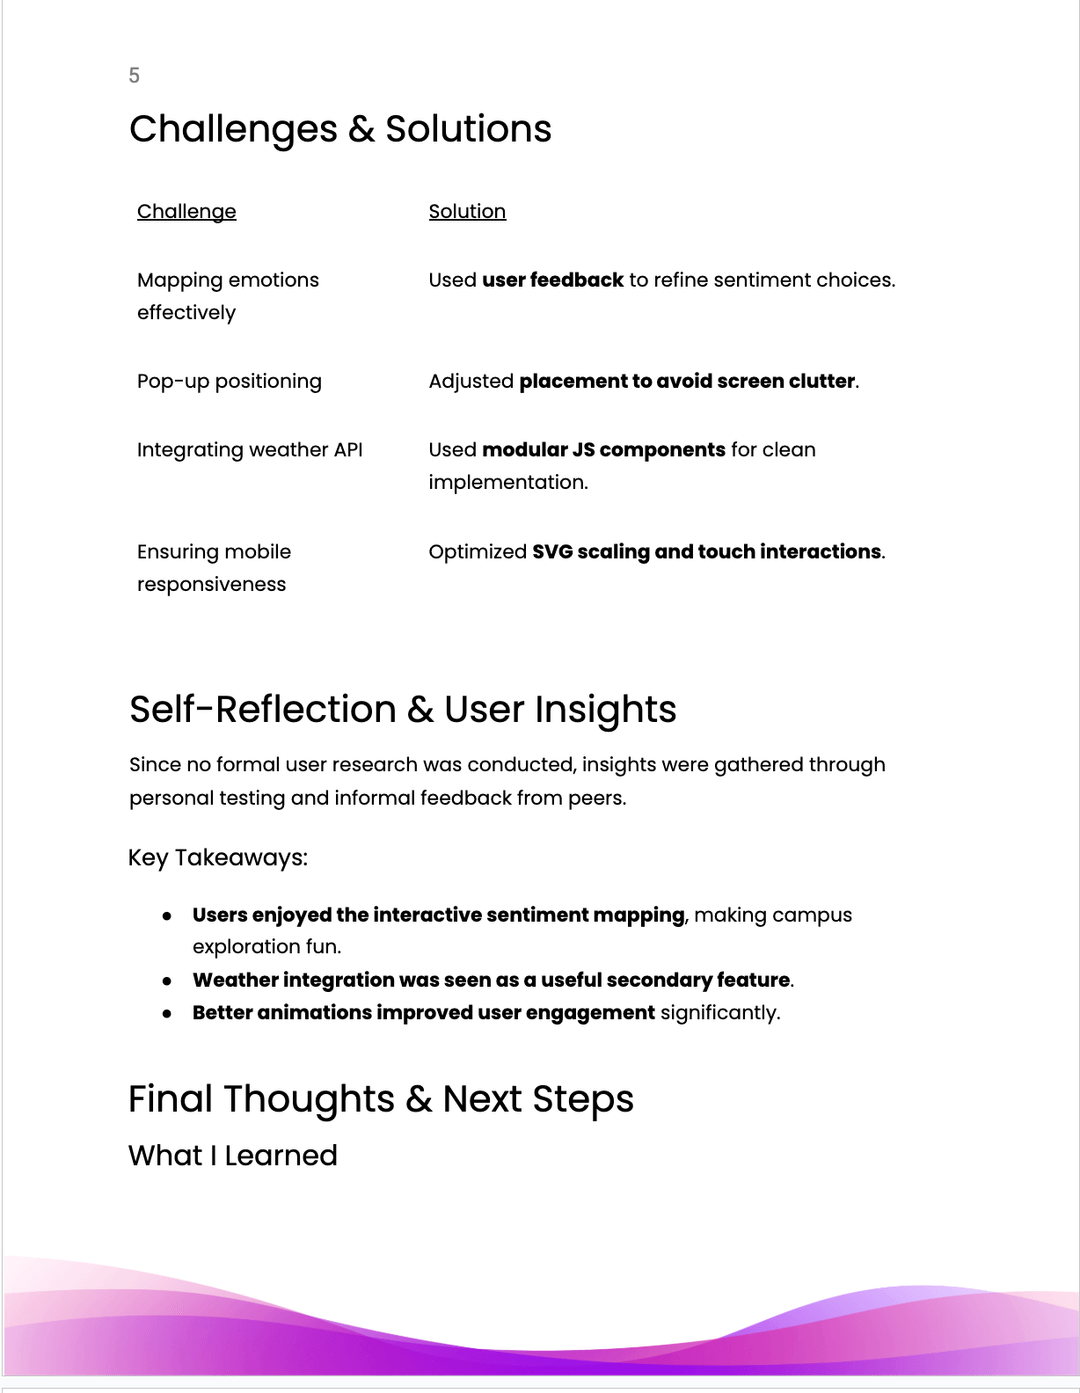 5
Challenges & Solutions
Challenge
Solution
Mapping emotions
effectively
Used user feedback to refine sentiment choices.
Pop-up positioning
Adjusted placement to avoid screen clutter.
Integrating weather API
Used modular JS components for clean
implementation.
Ensuring mobile
responsiveness
Optimized SVG scaling and touch interactions.
Self-Reflection & User Insights
Since no formal user research was conducted, insights were gathered through
personal testing and informal feedback from peers.
Key Takeaways:
● Users enjoyed the interactive sentiment mapping, making campus
exploration fun.
● Weather integration was seen as a useful secondary feature.
● Better animations improved user engagement significantly.
Final Thoughts & Next Steps
What I Learned